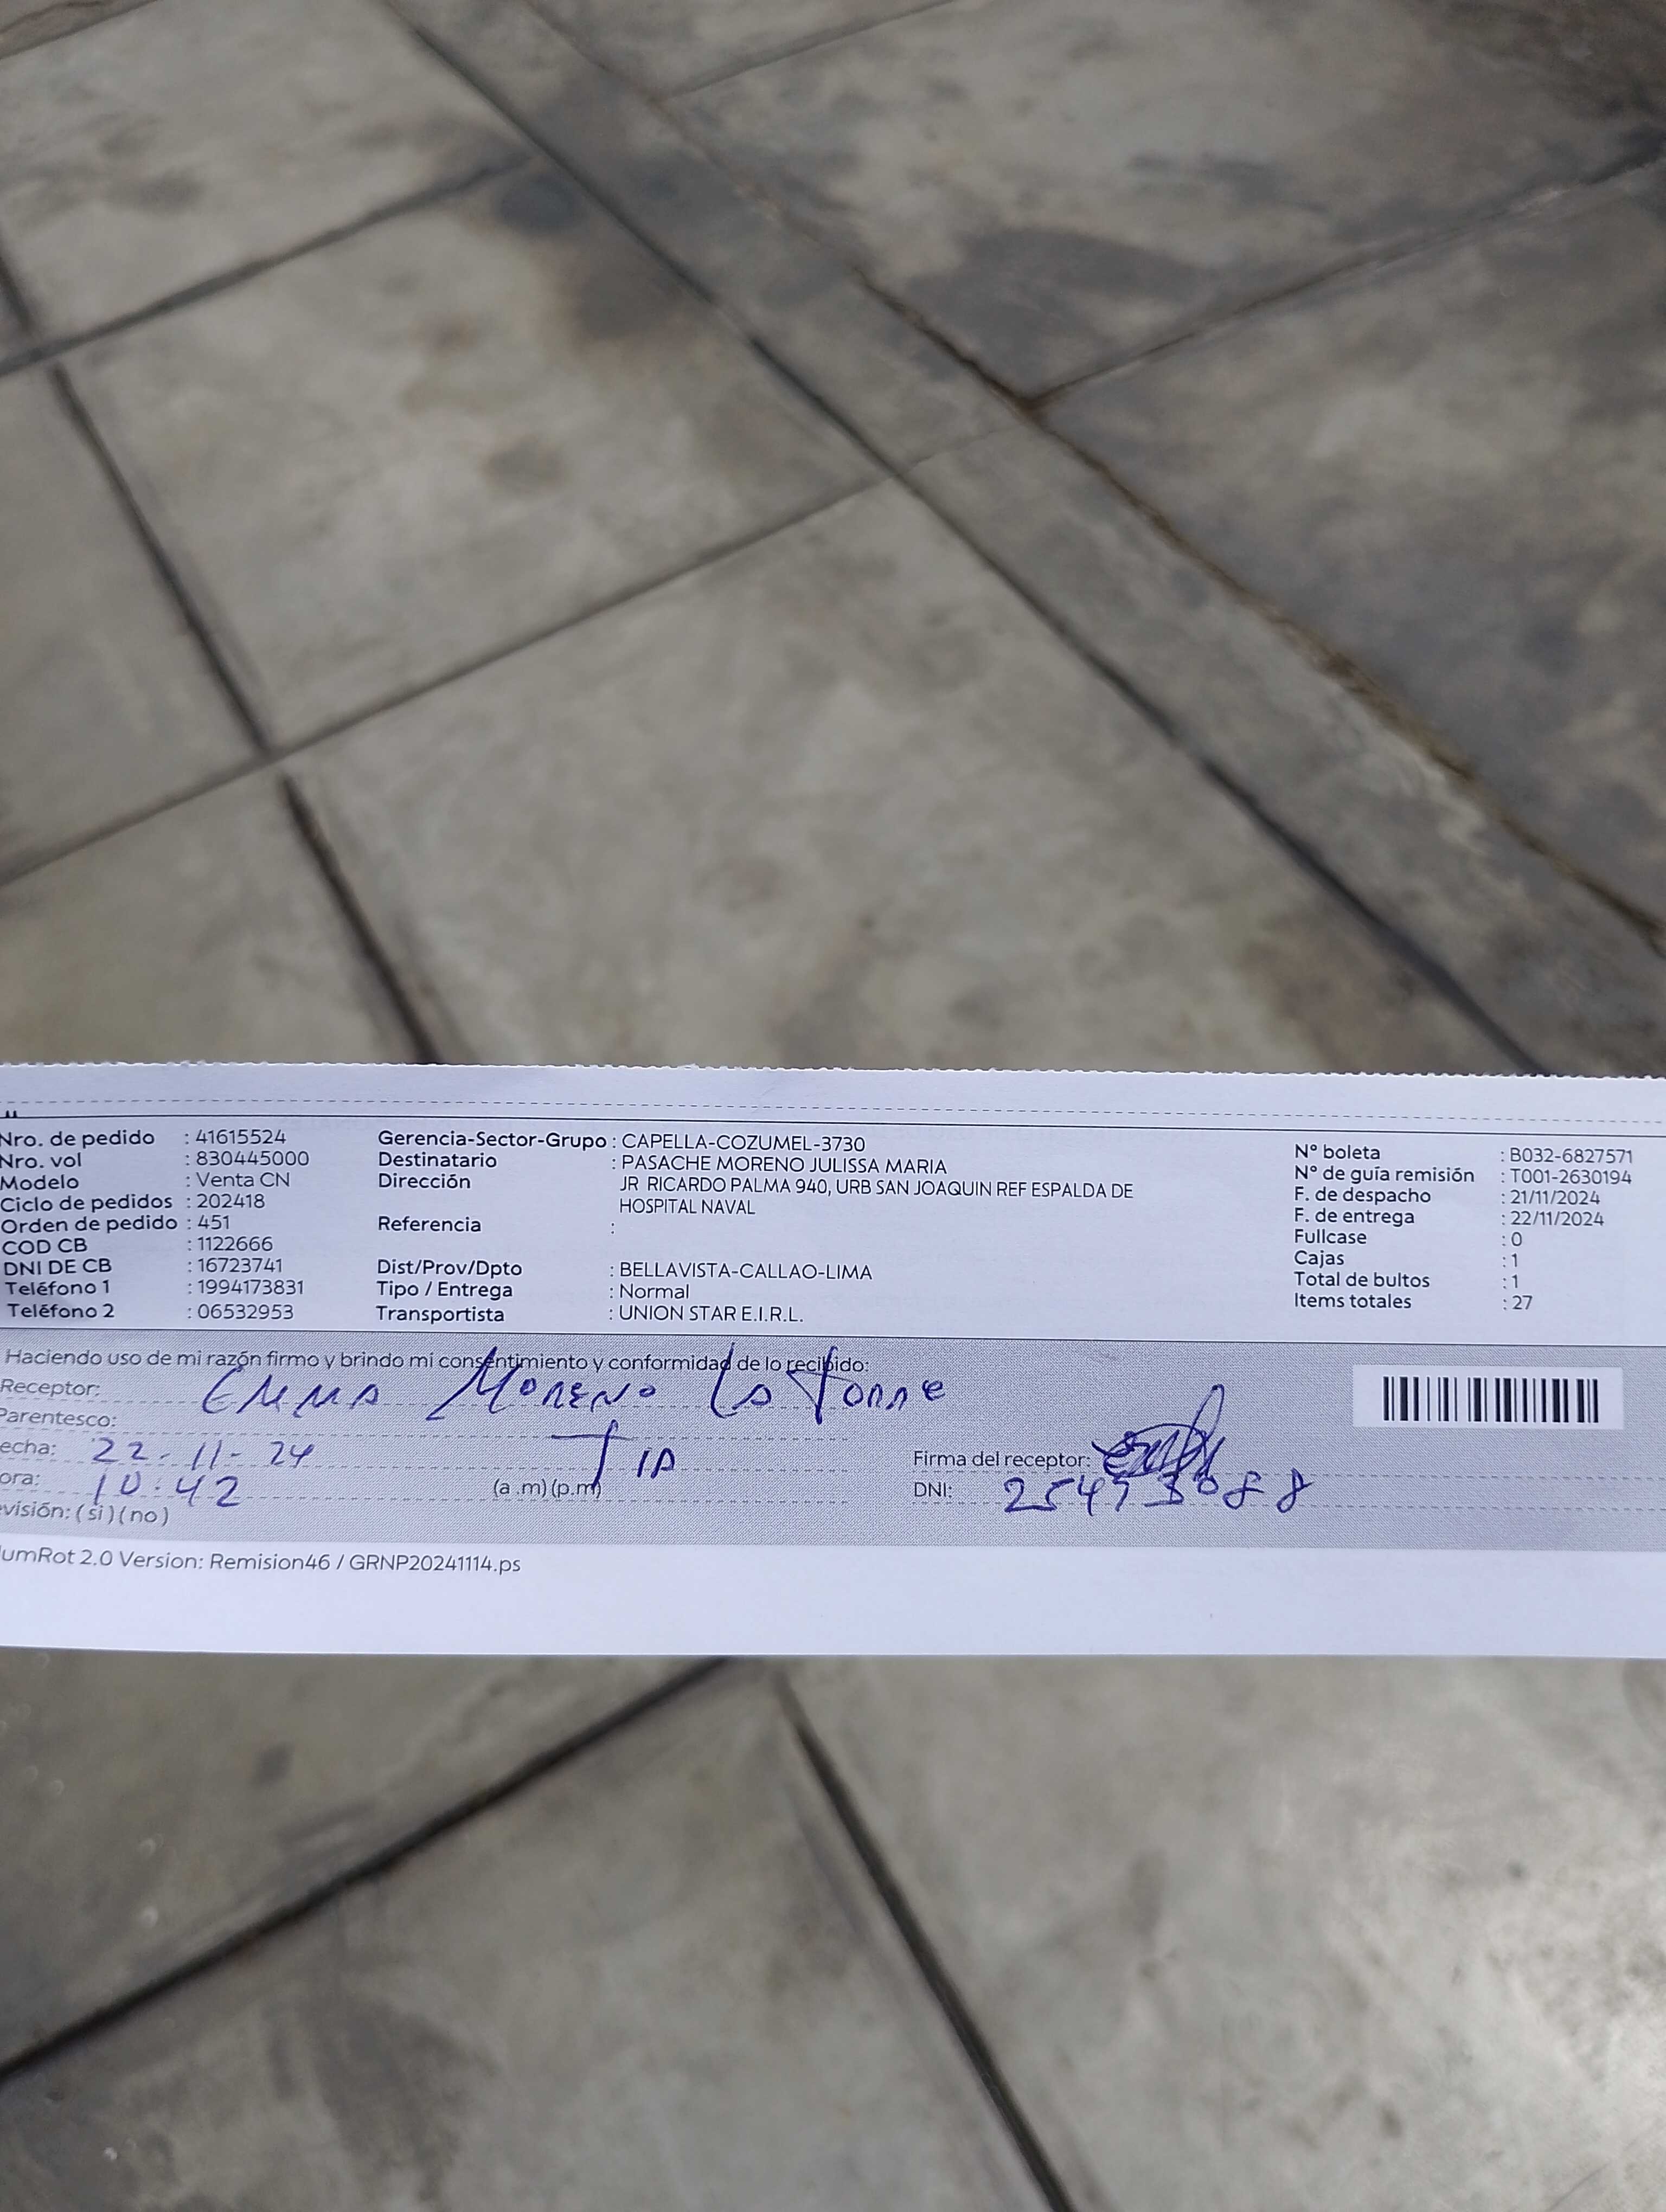 Nro. de pedido : 41615524
Nro. vol : 830445000
Modelo : Venta CN
Ciclo de pedidos : 202418
Orden de pedido : 451
COD CB : 1122666
DNI DE CB : 16723741
Teléfono 1 : 1994173831
Teléfono 2 : 06532953
Gerencia-Sector-Grupo : CAPELLA-COZUMEL-3730
Destinatario : PASACHE MORENO JULISSA MARIA
Dirección JR RICARDO PALMA 940, URB SAN JOAQUIN REF ESPALDA DE
HOSPITAL NAVAL
Referencia :
Dist/Prov/Dpto : BELLAVISTA-CALLAO-LIMA
Tipo / Entrega : Normal
Transportista : UNION STAR E.I.R.L.
N° boleta : B032-6827571
N° de guía remisión : T001-2630194
F. de despacho : 21/11/2024
F. de entrega : 22/11/2024
Fullcase : 0
Cajas : 1
Total de bultos : 1
Items totales : 27
Haciendo uso de mi razón firmo y brindo mi consentimiento y conformidad de lo recibido:
Receptor: EMMA MORENO La Torre
Parentesco: TIA
echa: 22-11-24
ora: 10:42 (a .m) (p.m)
visión: ( si ) ( no )
Firma del receptor:
DNI:
umRot 2.0 Version: Remision46 / GRNP20241114.ps